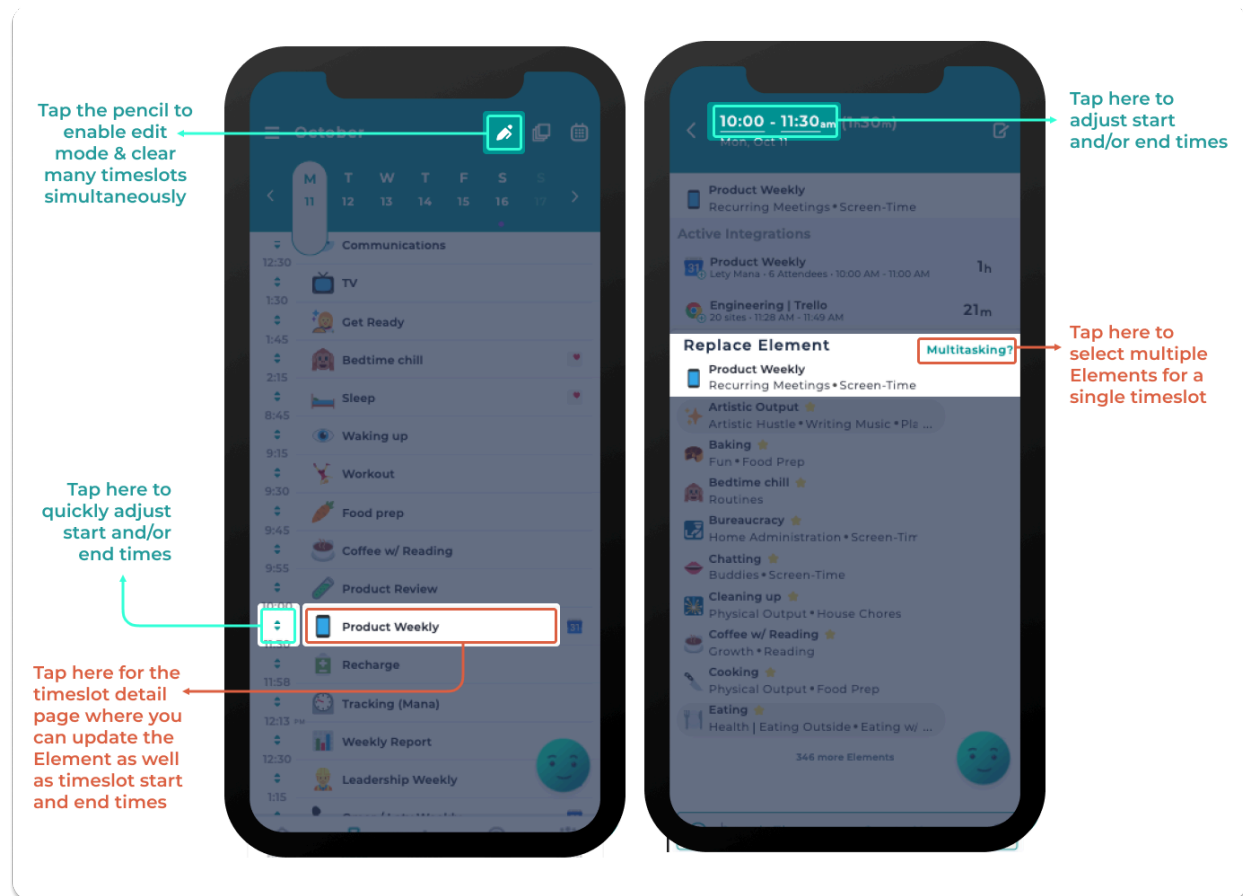 Tap the pencil to
enable edit
mode & clear
many timeslots
simultaneously
Tap here to
quickly adjust
start and/or
end times
Tap here for the
timeslot detail
page where you
can update the
Element as well
as timeslot start
and end times
October
M T W T F S S
11 12 13 14 15 16 17
Communications
12:30
TV
1:30
Get Ready
1:45
Bedtime chill
2:15
Sleep
8:45
Waking up
9:15
Workout
9:30
Food prep
9:45
Coffee w/ Reading
9:55
Product Review
10:00
Product Weekly
31
11:30
Recharge
11:58
Tracking (Mana)
12:13 PM
Weekly Report
12:30
Leadership Weekly
1:15
10:00 - 11:30am (1h30m)
Mon, Oct 11
Product Weekly
Recurring Meetings • Screen-Time
Active Integrations
31
Product Weekly
Lety Mana - 6 Attendees - 10:00 AM - 11:00 AM
1h
Engineering | Trello
20 sites - 11:28 AM - 11:49 AM
21m
Replace Element
Multitasking?
Product Weekly
Recurring Meetings • Screen-Time
Artistic Output
Artistic Hustle • Writing Music • Pla ...
Baking
Fun • Food Prep
Bedtime chill
Routines
Bureaucracy
Home Administration • Screen-Tim
Chatting
Buddies • Screen-Time
Cleaning up
Physical Output • House Chores
Coffee w/ Reading
Growth • Reading
Cooking
Physical Output • Food Prep
Eating
Health | Eating Outside • Eating w/ ...
346 more Elements
Tap here to
adjust start
and/or end times
Tap here to
select multiple
Elements for a
single timeslot